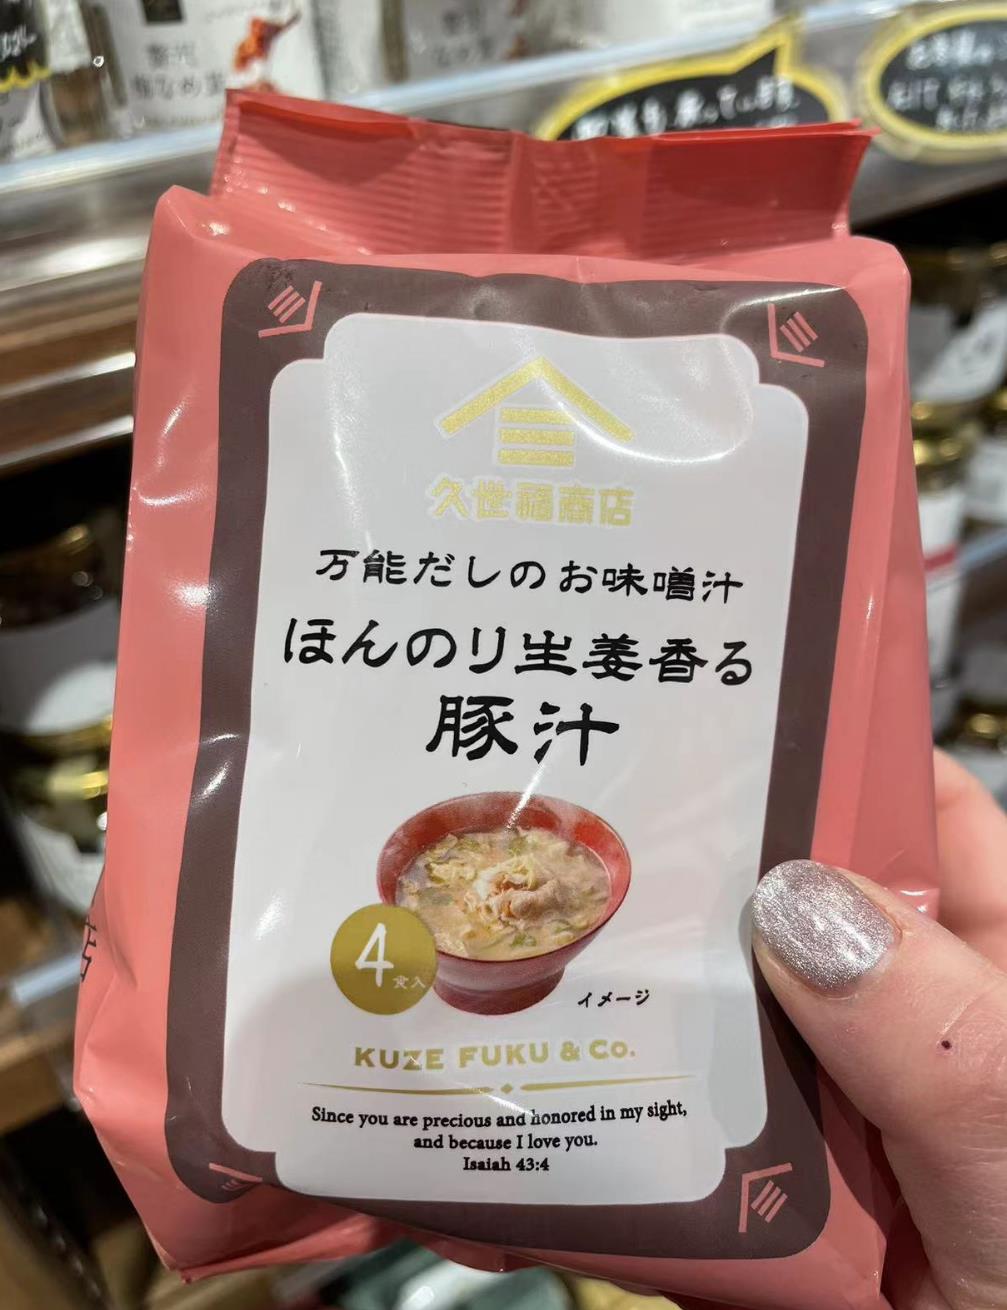 久世福商店
万能だしのお味噌汁
ほんのり生姜香る
豚汁
4
食入
イメージ
KUZE FUKU & Co.
Since you are precious and honored in my sight,
and because I love you.
Isaiah 43:4